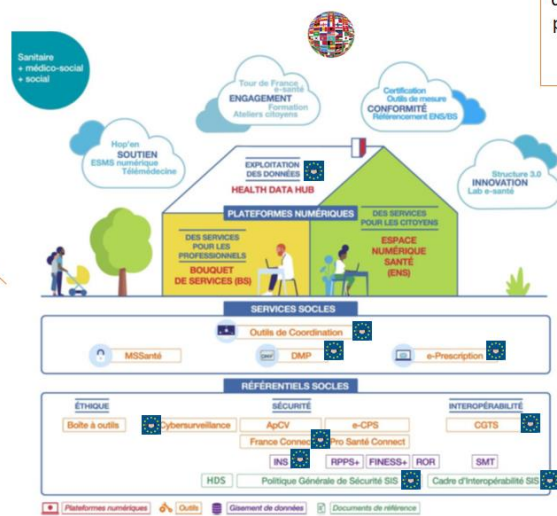 Sanitaire
+ médico-social
+ social
Tour de France
e-santé
ENGAGEMENT
Formation
Ateliers citoyens
Certification
Outils de mesure
CONFORMITÉ
Référencement ENS/BS
Hop'en
SOUTIEN
ESMS numérique
Télémédecine
Structure 3.0
INNOVATION
Lab e-santé
EXPLOITATION
DES DONNÉES
HEALTH DATA HUB
PLATEFORMES NUMÉRIQUES
DES SERVICES
POUR LES
PROFESSIONNELS
BOUQUET
DE SERVICES (BS)
DES SERVICES
POUR LES CITOYENS
ESPACE
NUMÉRIQUE
SANTÉ
(ENS)
SERVICES SOCLES
Outils de Coordination
MSSanté
DMP
DMP
e-Prescription
RÉFÉRENTIELS SOCLES
ÉTHIQUE
SÉCURITÉ
INTEROPÉRABILITÉ
Boîte à outils
Cybersurveillance
ApCV
e-CPS
CGTS
France Connect
Pro Santé Connect
INS
RPPS+
FINESS+
ROR
SMT
HDS
Politique Générale de Sécurité SIS
Cadre d'Interopérabilité SIS
Plateformes numériques
Outils
Gisement de données
Documents de référence